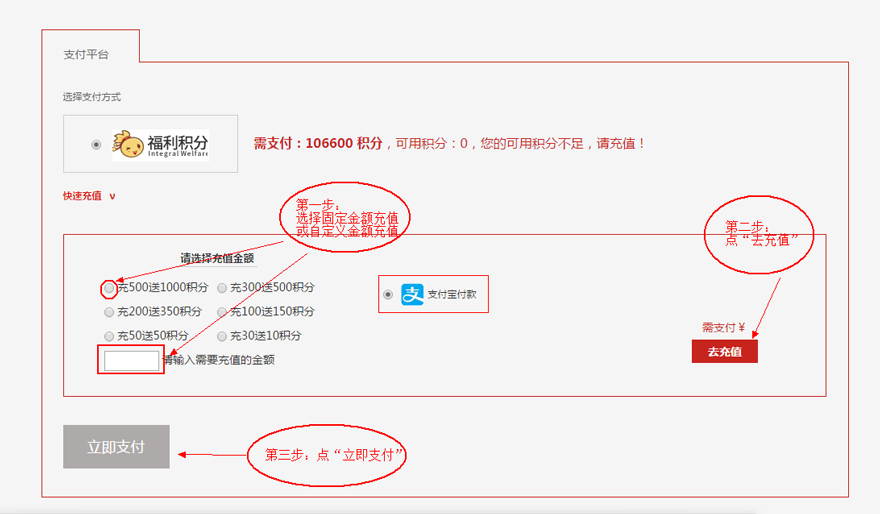 支付平台
选择支付方式
福利积分
Integral Welfare
需支付：106600 积分，可用积分：0，您的可用积分不足，请充值！
快速充值 ∨
第一步：
选择固定金额充值
或自定义金额充值
第二步：
点“去充值”
请选择充值金额
充500送1000积分 充300送500积分
支 支付宝付款
充200送350积分 充100送150积分
需支付￥
充50送50积分 充30送10积分
去充值
请输入需要充值的金额
立即支付
第三步：点“立即支付”